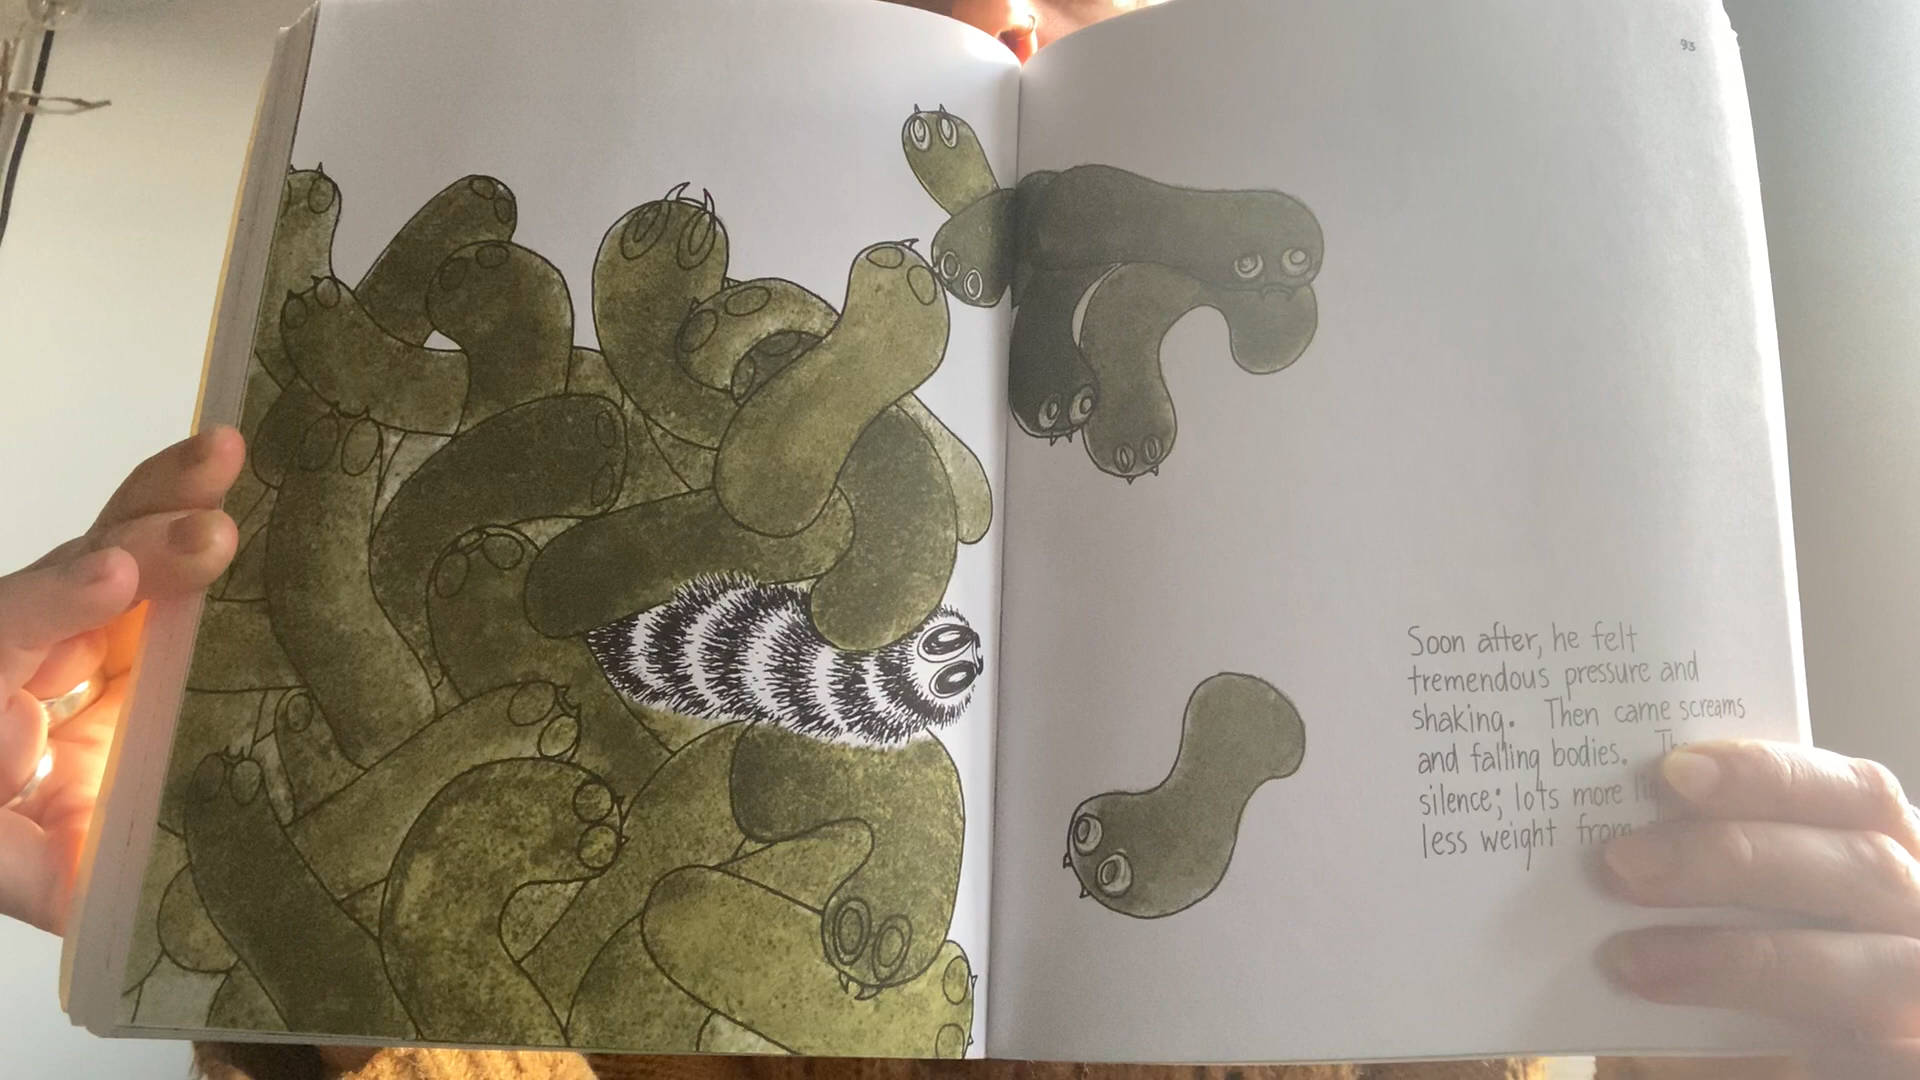 93
Soon after, he felt
tremendous pressure and
shaking. Then came screams
and falling bodies.
silence; lots more
less weight from